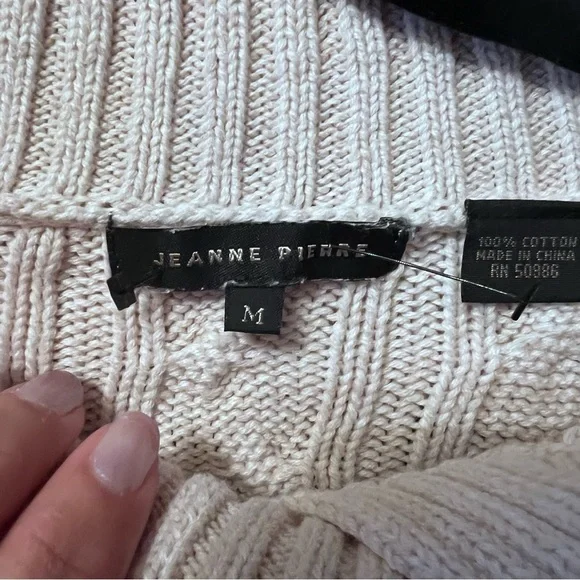 JEANNE PIERRE
M
100% COTTON
MADE IN CHINA
RN 50986